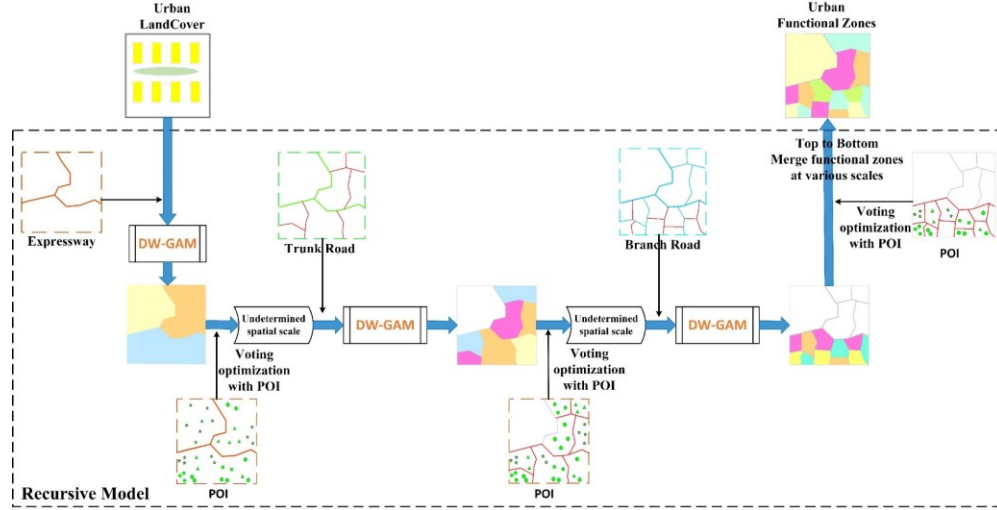 Urban
LandCover
Urban
Functional Zones
Top to Bottom
Merge functional zones
at various scales
Expressway
Trunk Road
Branch Road
Voting
optimization
with POI
POI
DW-GAM
Undetermined
spatial scale
DW-GAM
Undetermined
spatial scale
DW-GAM
Voting
optimization
with POI
Voting
optimization
with POI
POI
POI
Recursive Model